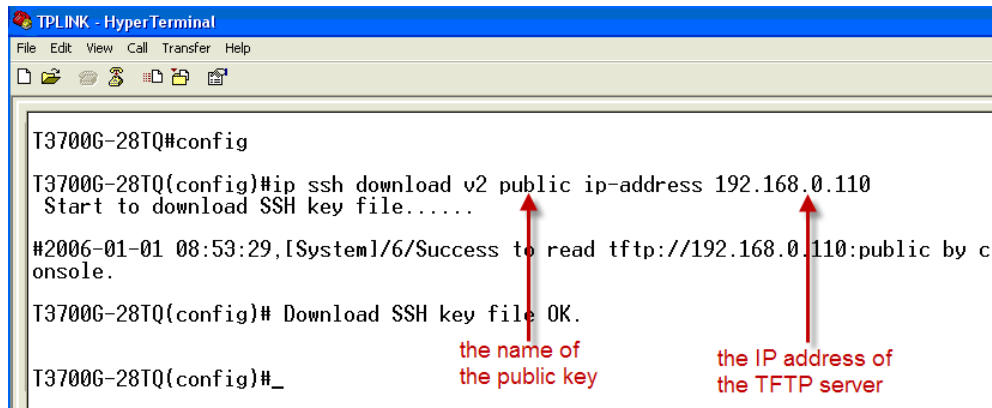 TPLINK - HyperTerminal
File Edit View Call Transfer Help
T3700G-28TQ#config
T3700G-28TQ(config)#ip ssh download v2 public ip-address 192.168.0.110
Start to download SSH key file......
#2006-01-01 08:53:29,[System]/6/Success to read tftp://192.168.0.110:public by c
onsole.
T3700G-28TQ(config)# Download SSH key file OK.
the name of
the public key
the IP address of
the TFTP server
T3700G-28TQ(config)#_